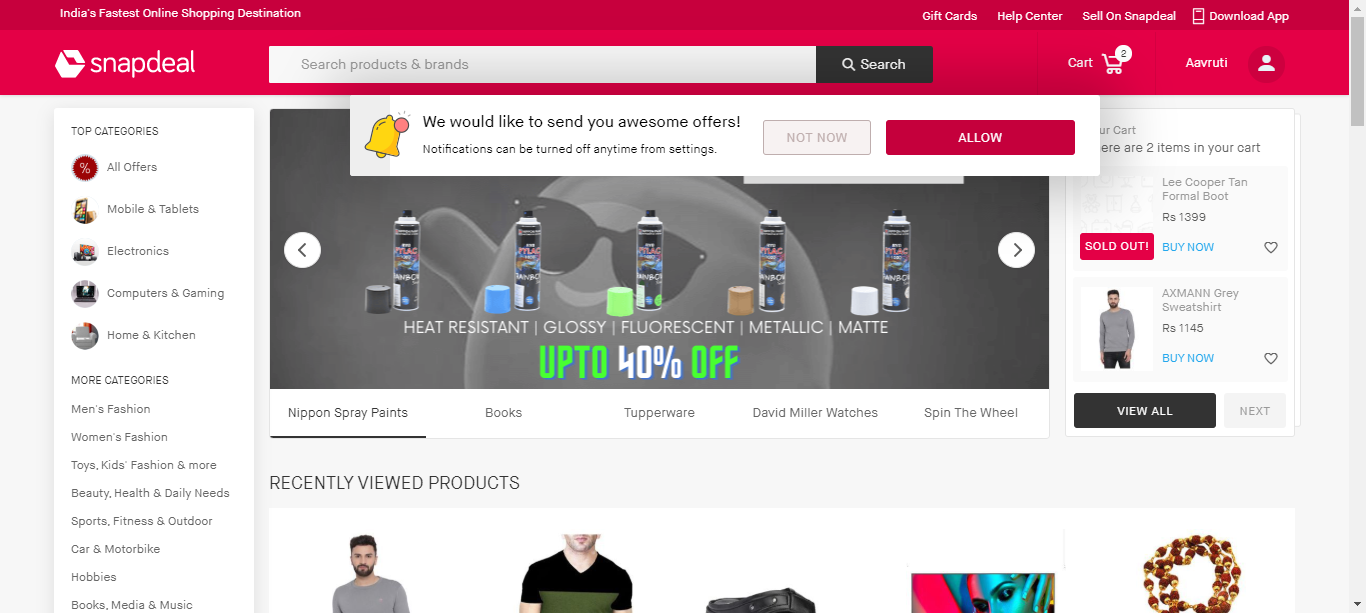 India's Fastest Online Shopping Destination
Gift Cards
Help Center
Sell On Snapdeal
Download App
snapdeal
Search products & brands
Search
Cart
2
Aavruti
We would like to send you awesome offers!
Notifications can be turned off anytime from settings.
NOT NOW
ALLOW
TOP CATEGORIES
%
All Offers
Mobile & Tablets
Electronics
Computers & Gaming
Home & Kitchen
MORE CATEGORIES
Men's Fashion
Women's Fashion
Toys, Kids' Fashion & more
Beauty, Health & Daily Needs
Sports, Fitness & Outdoor
Car & Motorbike
Hobbies
Books, Media & Music
HEAT RESISTANT | GLOSSY | FLUORESCENT | METALLIC | MATTE
UPTO 40% OFF
Nippon Spray Paints
Books
Tupperware
David Miller Watches
Spin The Wheel
Cart
are 2 items in your cart
Lee Cooper Tan
Formal Boot
Rs 1399
SOLD OUT!
BUY NOW
AXMANN Grey
Sweatshirt
Rs 1145
BUY NOW
VIEW ALL
NEXT
RECENTLY VIEWED PRODUCTS